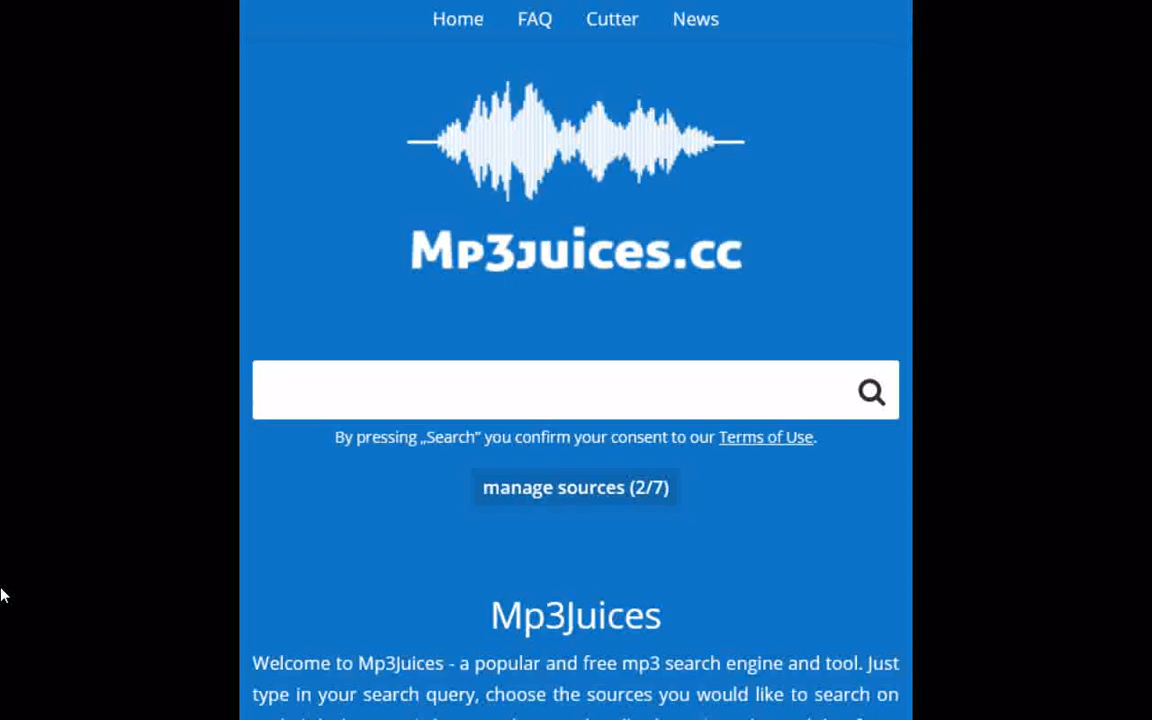 Home FAQ Cutter News
Mp3juices.cc
By pressing „Search” you confirm your consent to our Terms of Use.
manage sources (2/7)
Mp3Juices
Welcome to Mp3Juices - a popular and free mp3 search engine and tool. Just
type in your search query, choose the sources you would like to search on